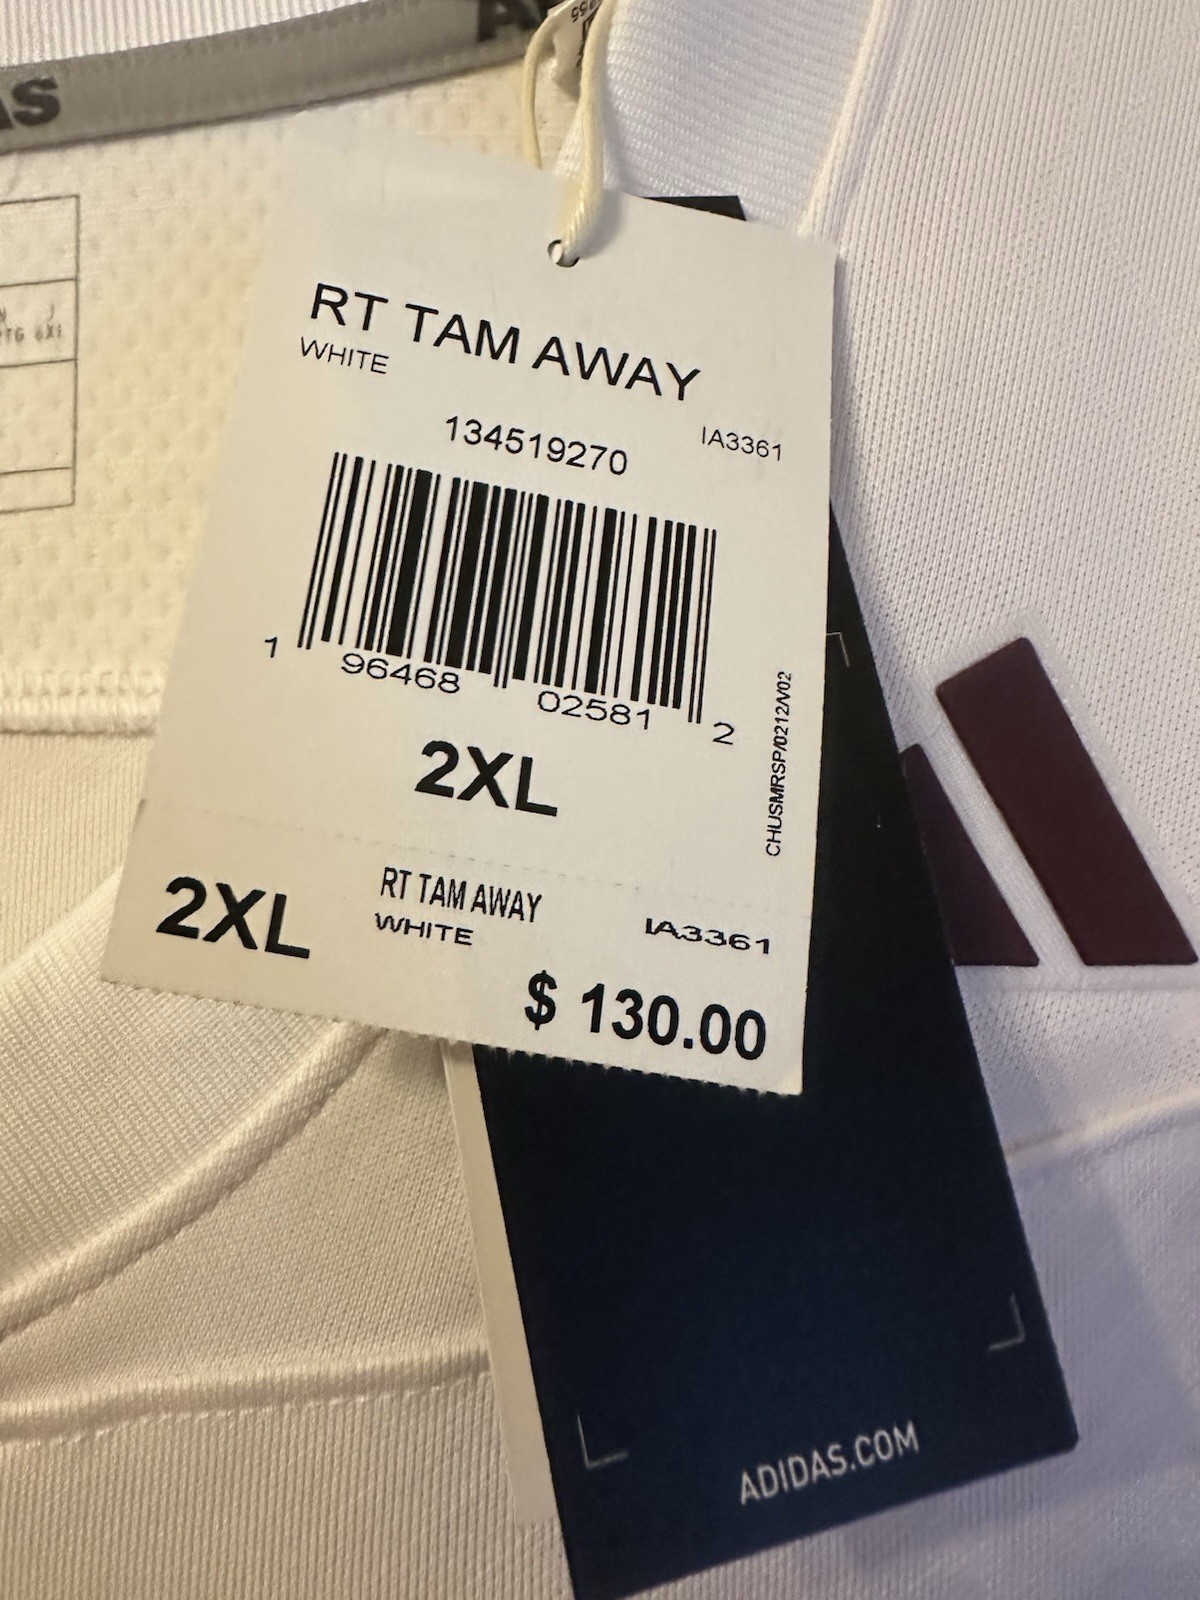 RT TAM AWAY
WHITE
134519270
IA3361
1 96468 02581 2
CHUSMRSP/0212/V02
2XL
2XL
RT TAM AWAY
WHITE
IA3361
$ 130.00
ADIDAS.COM